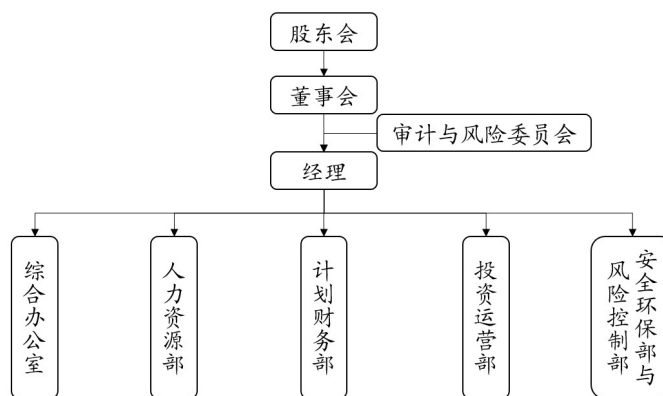 股东会
董事会
审计与风险委员会
经理
综合办公室
人力资源部
计划财务部
投资运营部
安全环保部与
风险控制部